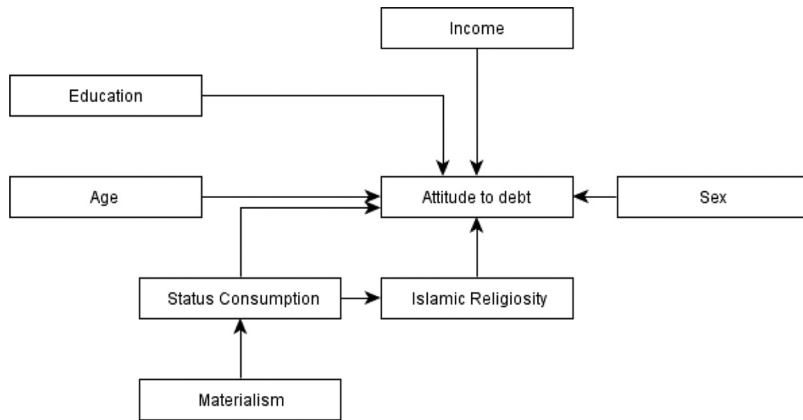 Income
Education
Age
Attitude to debt
Sex
Status Consumption
Islamic Religiosity
Materialism